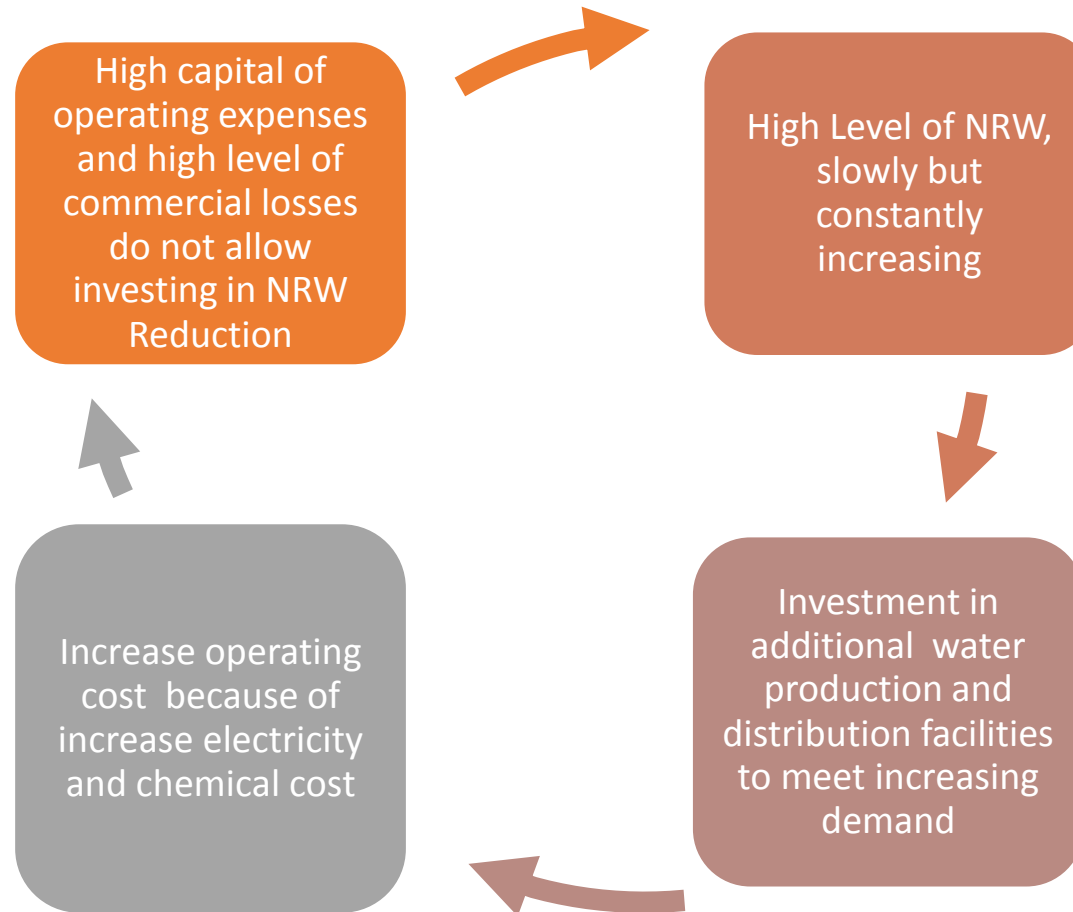 High capital of
operating expenses
and high level of
commercial losses
do not allow
investing in NRW
Reduction
High Level of NRW,
slowly but
constantly
increasing
Investment in
additional  water
production and
distribution facilities
to meet increasing
demand
Increase operating
cost  because of
increase electricity
and chemical cost